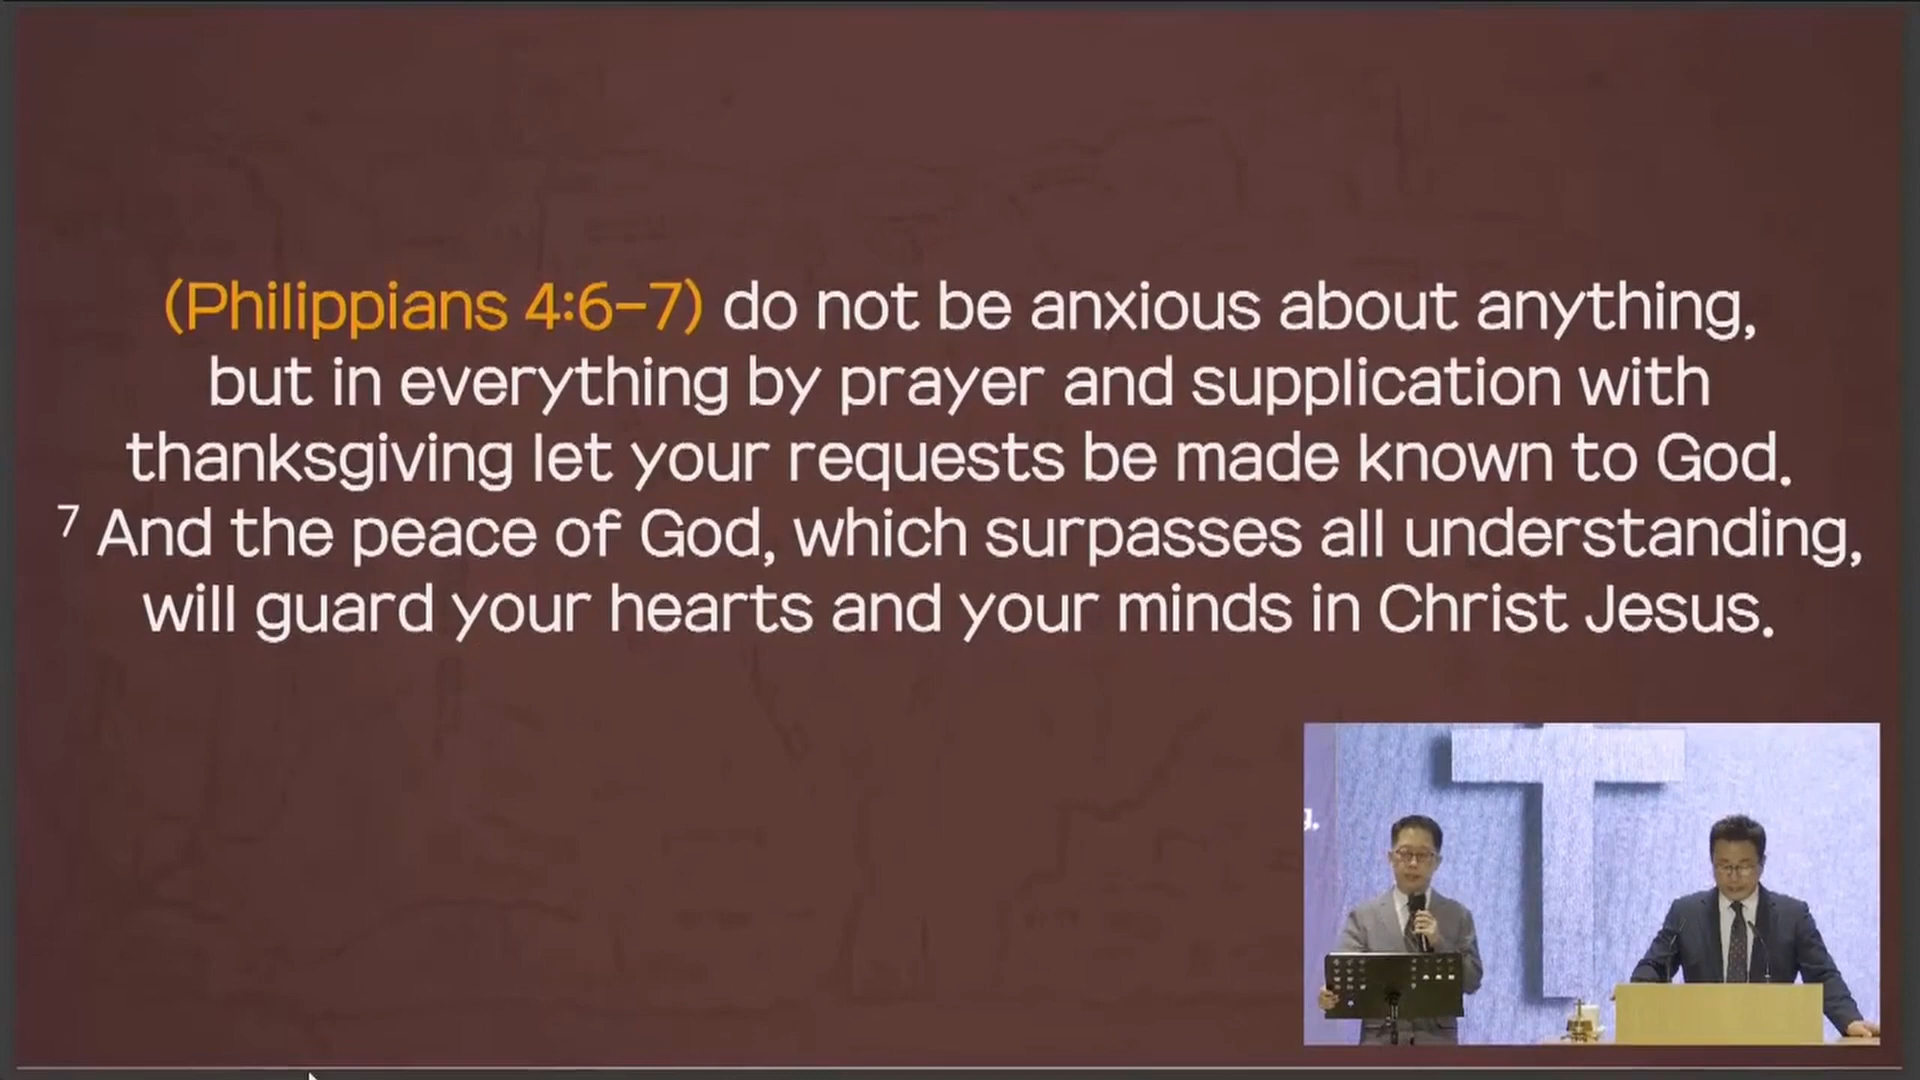 (Philippians 4:6-7) do not be anxious about anything,
but in everything by prayer and supplication with
thanksgiving let your requests be made known to God.
7 And the peace of God, which surpasses all understanding,
will guard your hearts and your minds in Christ Jesus.
g,